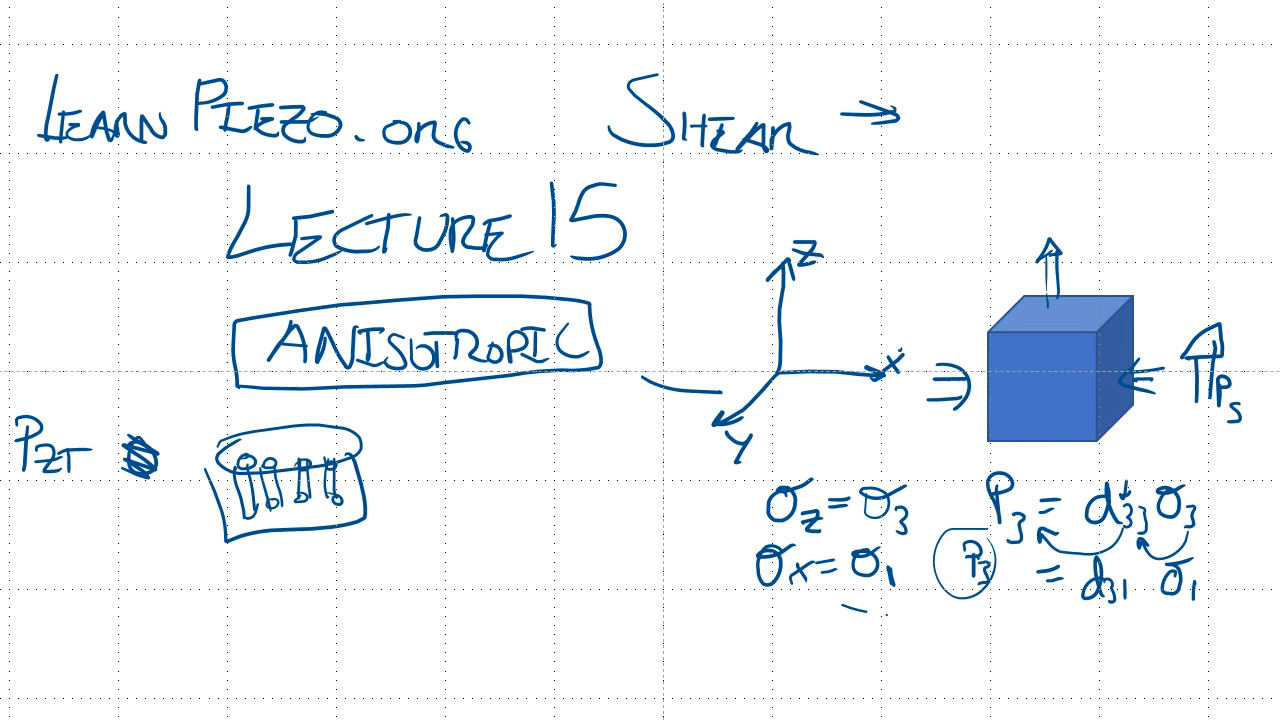 LEARN PIEZO.ORG
SHEAR →
LECTURE 15
ANISOTROPIC
PZT
Z
X
Y
⇒
Ps
σz = σ3
σx = σ1
P3 = d33 σ3
P3 = d31 σ1